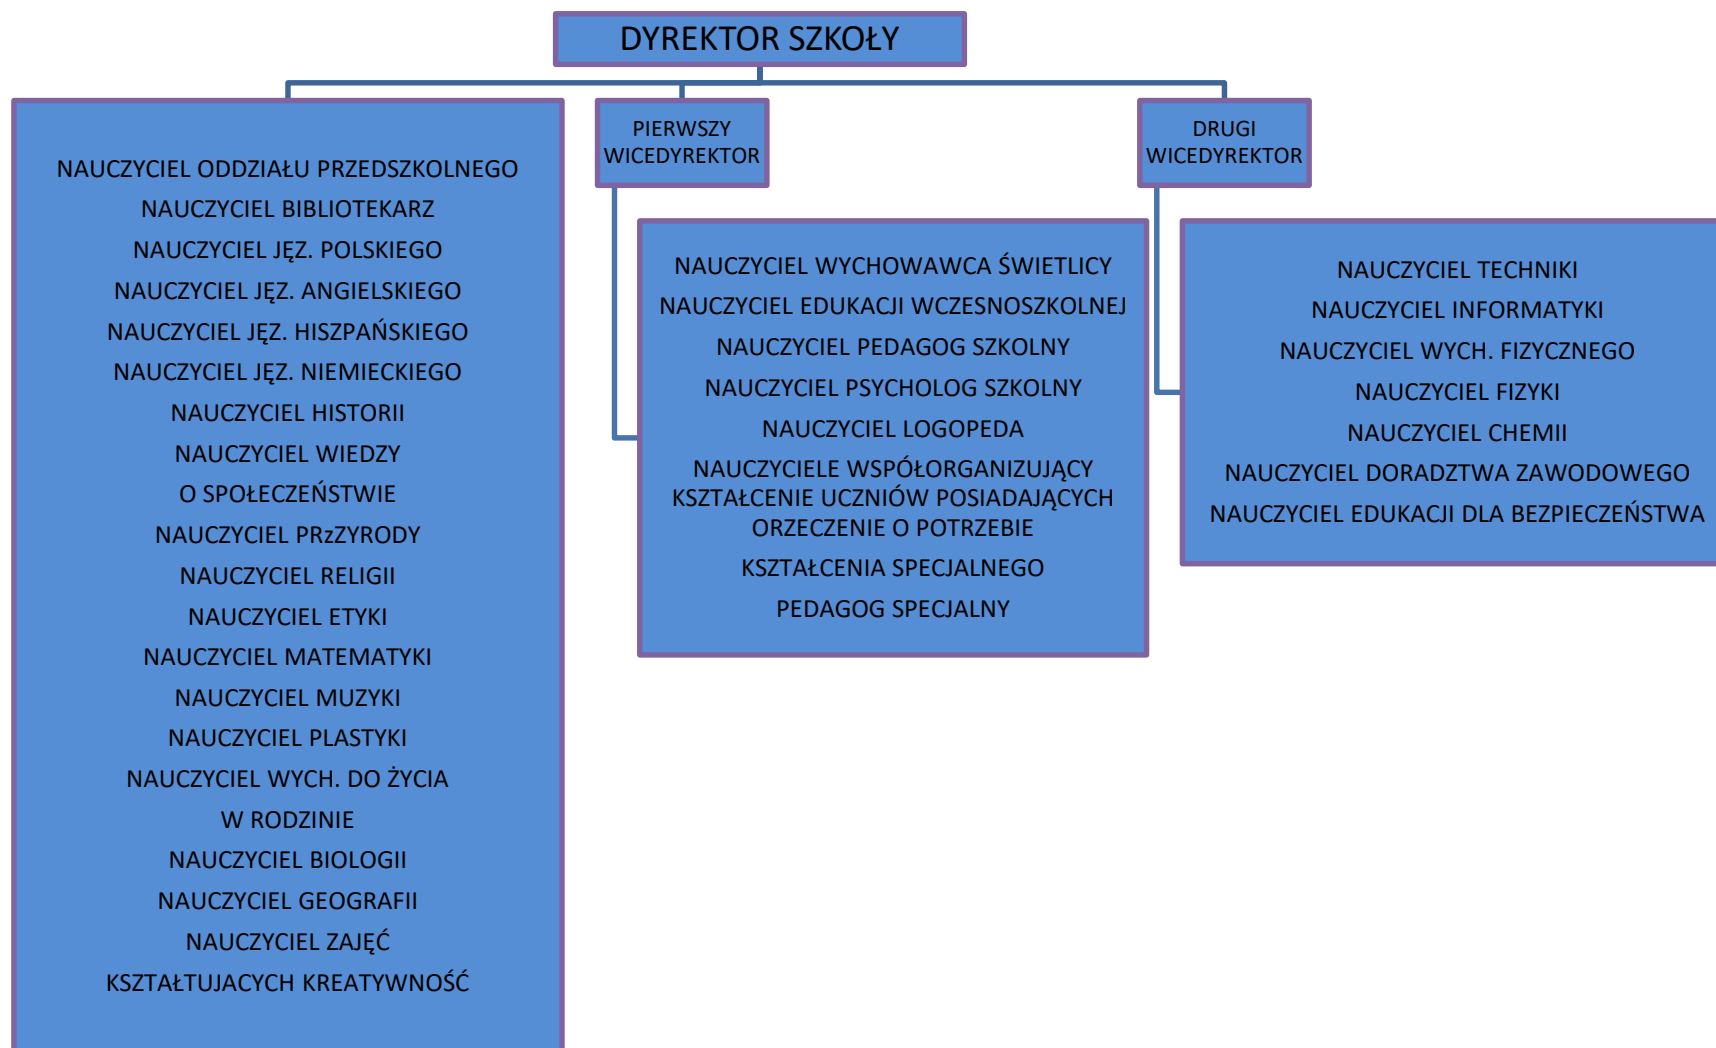 DYREKTOR SZKOŁY
NAUCZYCIEL ODDZIAŁU PRZEDSZKOLNEGO
NAUCZYCIEL BIBLIOTEKARZ
NAUCZYCIEL JĘZ. POLSKIEGO
NAUCZYCIEL JĘZ. ANGIELSKIEGO
NAUCZYCIEL JĘZ. HISZPAŃSKIEGO
NAUCZYCIEL JĘZ. NIEMIECKIEGO
NAUCZYCIEL HISTORII
NAUCZYCIEL WIEDZY
O SPOŁECZEŃSTWIE
NAUCZYCIEL PRzZYRODY
NAUCZYCIEL RELIGII
NAUCZYCIEL ETYKI
NAUCZYCIEL MATEMATYKI
NAUCZYCIEL MUZYKI
NAUCZYCIEL PLASTYKI
NAUCZYCIEL WYCH. DO ŻYCIA
W RODZINIE
NAUCZYCIEL BIOLOGII
NAUCZYCIEL GEOGRAFII
NAUCZYCIEL ZAJĘĆ
KSZTAŁTUJACYCH KREATYWNOŚĆ
PIERWSZY
WICEDYREKTOR
NAUCZYCIEL WYCHOWAWCA ŚWIETLICY
NAUCZYCIEL EDUKACJI WCZESNOSZKOLNEJ
NAUCZYCIEL PEDAGOG SZKOLNY
NAUCZYCIEL PSYCHOLOG SZKOLNY
NAUCZYCIEL LOGOPEDA
NAUCZYCIELE WSPÓŁORGANIZUJĄCY
KSZTAŁCENIE UCZNIÓW POSIADAJĄCYCH
ORZECZENIE O POTRZEBIE
KSZTAŁCENIA SPECJALNEGO
PEDAGOG SPECJALNY
DRUGI
WICEDYREKTOR
NAUCZYCIEL TECHNIKI
NAUCZYCIEL INFORMATYKI
NAUCZYCIEL WYCH. FIZYCZNEGO
NAUCZYCIEL FIZYKI
NAUCZYCIEL CHEMII
NAUCZYCIEL DORADZTWA ZAWODOWEGO
NAUCZYCIEL EDUKACJI DLA BEZPIECZEŃSTWA